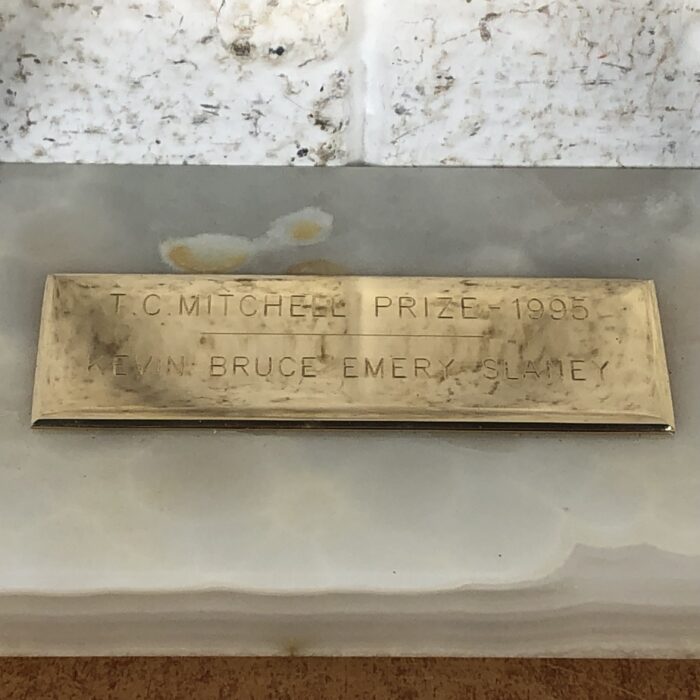 T.C. MITCHELL PRIZE - 1995
KEVIN BRUCE EMERY SLANEY